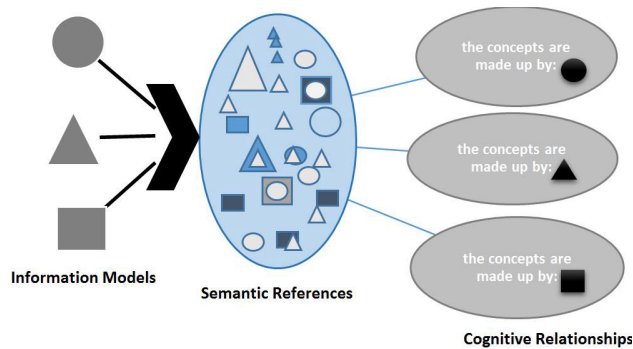 the concepts are
made up by:
the concepts are
made up by:
the concepts are
made up by:
Information Models
Semantic References
Cognitive Relationships